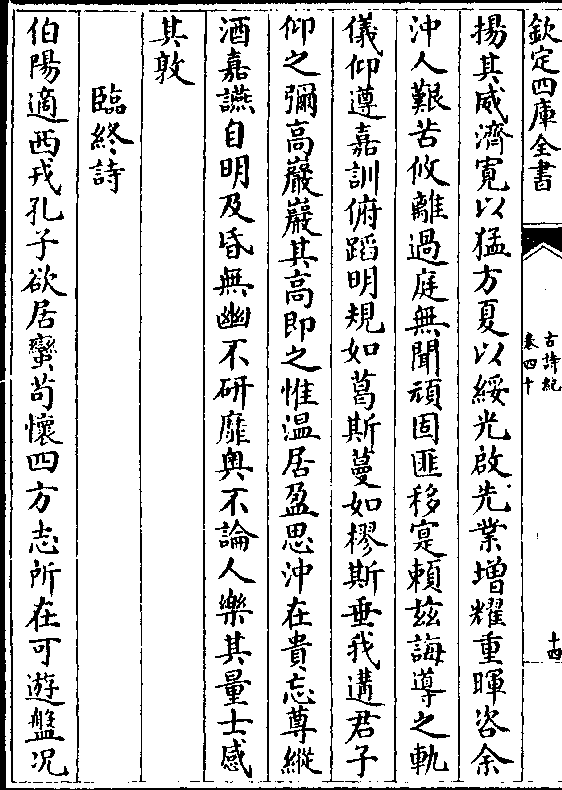 欽定四庫全書
古詩紀
卷四十
十四
揚其威濟寛以猛方夏以綏光啟先業增耀重暉咨余
沖人艱苦攸離過庭無聞頑固匪移寔賴兹誨導之軌
儀仰遵嘉訓俯蹈明規如葛斯蔓如樛斯垂我遘君子
仰之彌高巖巖其高即之惟温居盈思沖在貴忘尊縱
酒嘉讌自明及昏無幽不研靡奥不論人樂其量士感
其敦
臨終詩
伯陽適西戎孔子欲居蠻茍懷四方志所在可遊盤况